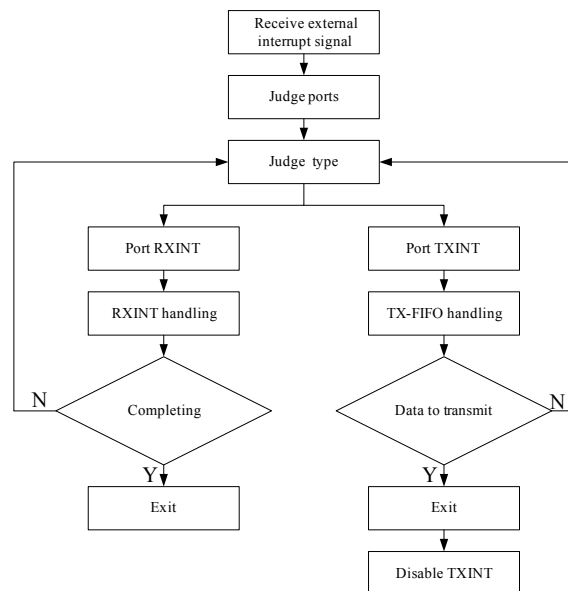 Receive external
interrupt signal
Judge ports
Judge type
Port RXINT
Port TXINT
RXINT handling
TX-FIFO handling
N
Completing
Data to transmit
N
Y
Y
Exit
Exit
Disable TXINT